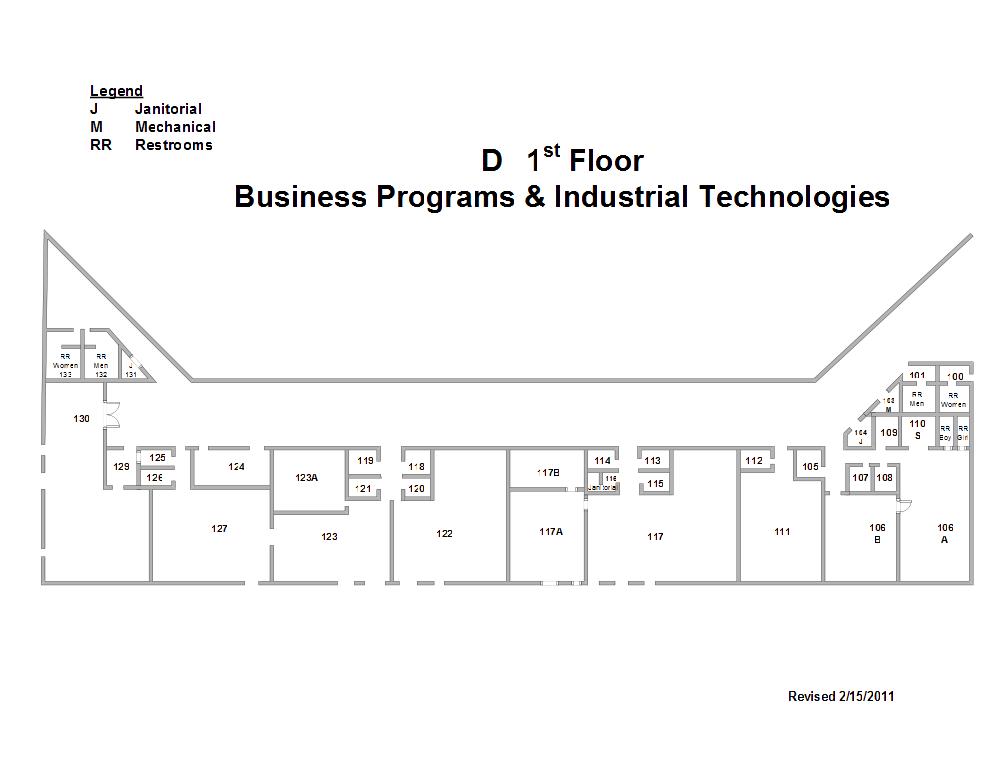 Legend
J Janitorial
M Mechanical
RR Restrooms
D 1st Floor
Business Programs & Industrial Technologies
RR
Women
133
RR
Men
132
J
131
130
129
125
126
124
127
123A
119
121
123
118
120
122
117B
117A
114
116
Janitorial
113
115
117
112
111
105
101
100
103
M
RR
Men
RR
Women
104
J
109
110
S
RR
Boy
RR
Girl
107
108
106
B
106
A
Revised 2/15/2011